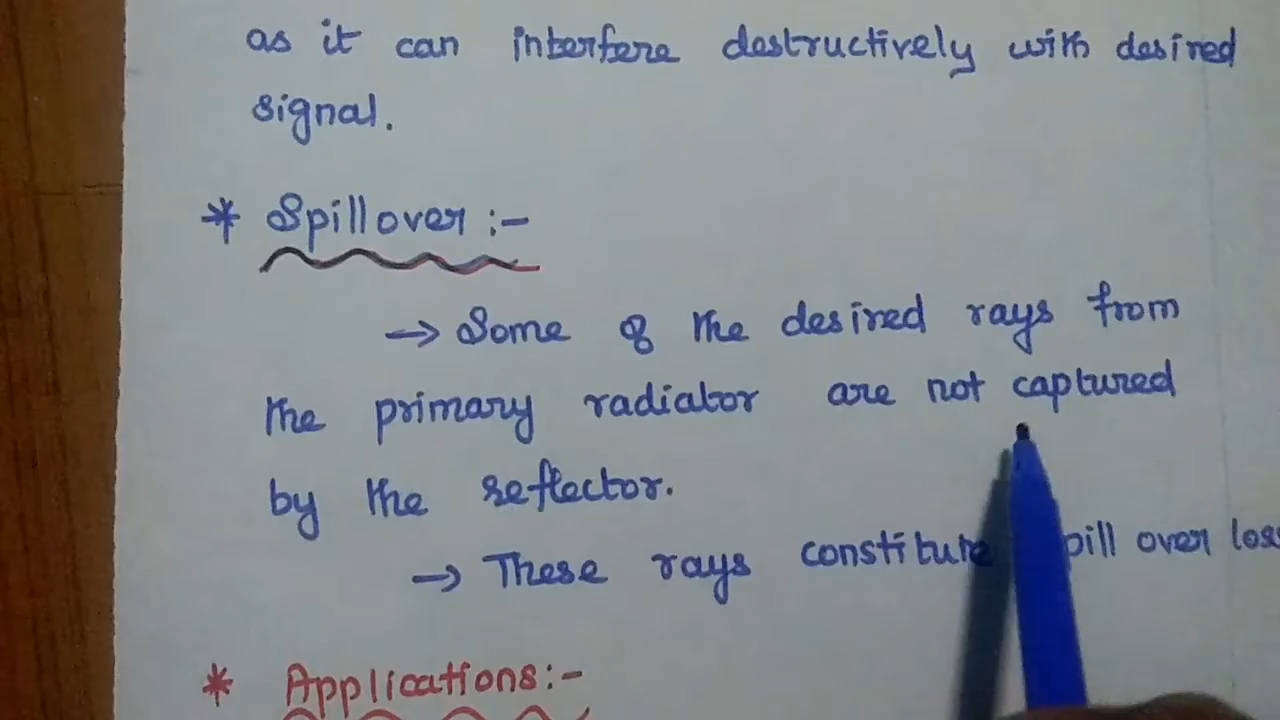 as it can interfere destructively with desired
signal.
* Spillover :-
→ Some of the desired rays from
the primary radiator are not captured
by the reflector.
→ These rays constitute pill over los
* Applications:-